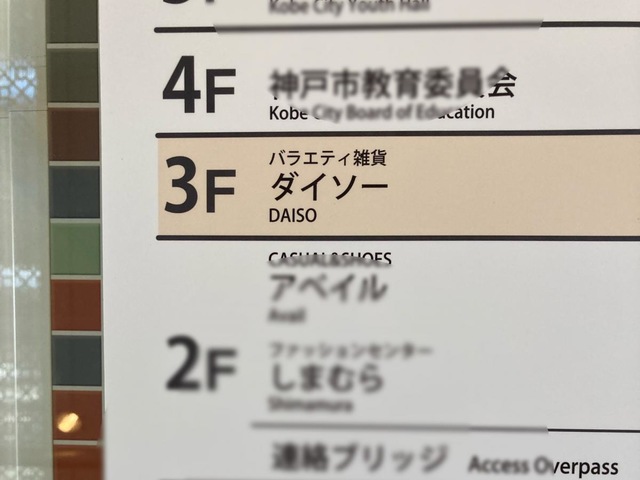 Kobe City Youth Hall
4F
神戸市教育委員会
Kobe City Board of Education
3F
バラエティ雑貨
ダイソー
DAISO
CASUAL&SHOES
アベイル
Avail
2F
ファッションセンター
しまむら
Shimamura
連絡ブリッジ Access Overpass